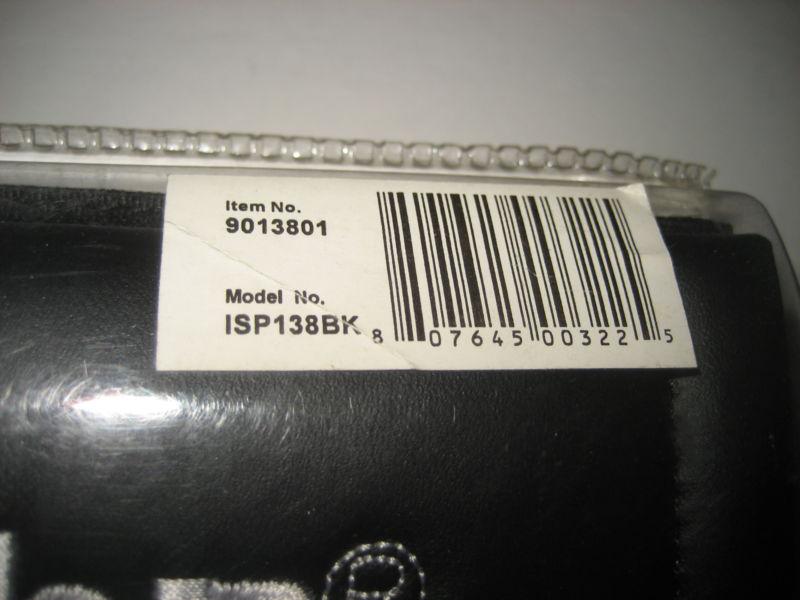 Item No.
9013801
Model No.
ISP138BK
8 07645 00322 5
®